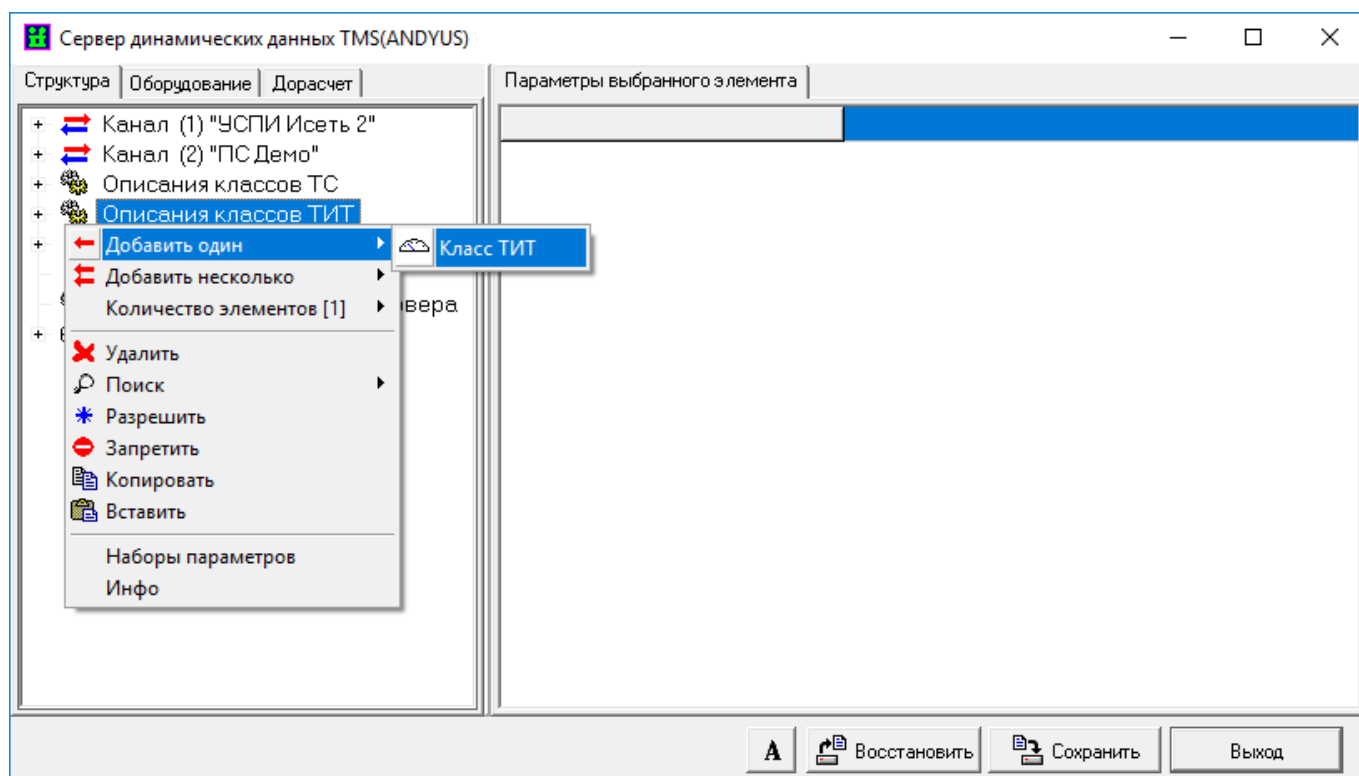 Сервер динамических данных TMS(ANDYUS)
Структура Оборудование Дорасчет Параметры выбранного элемента
Канал (1) "УСПИ Исеть 2"
Канал (2) "ПС Демо"
Описания классов ТС
Описания классов ТИТ
Добавить один Класс ТИТ
Добавить несколько
Количество элементов [1] вера
Удалить
Поиск
Разрешить
Запретить
Копировать
Вставить
Наборы параметров
Инфо
A Восстановить Сохранить Выход